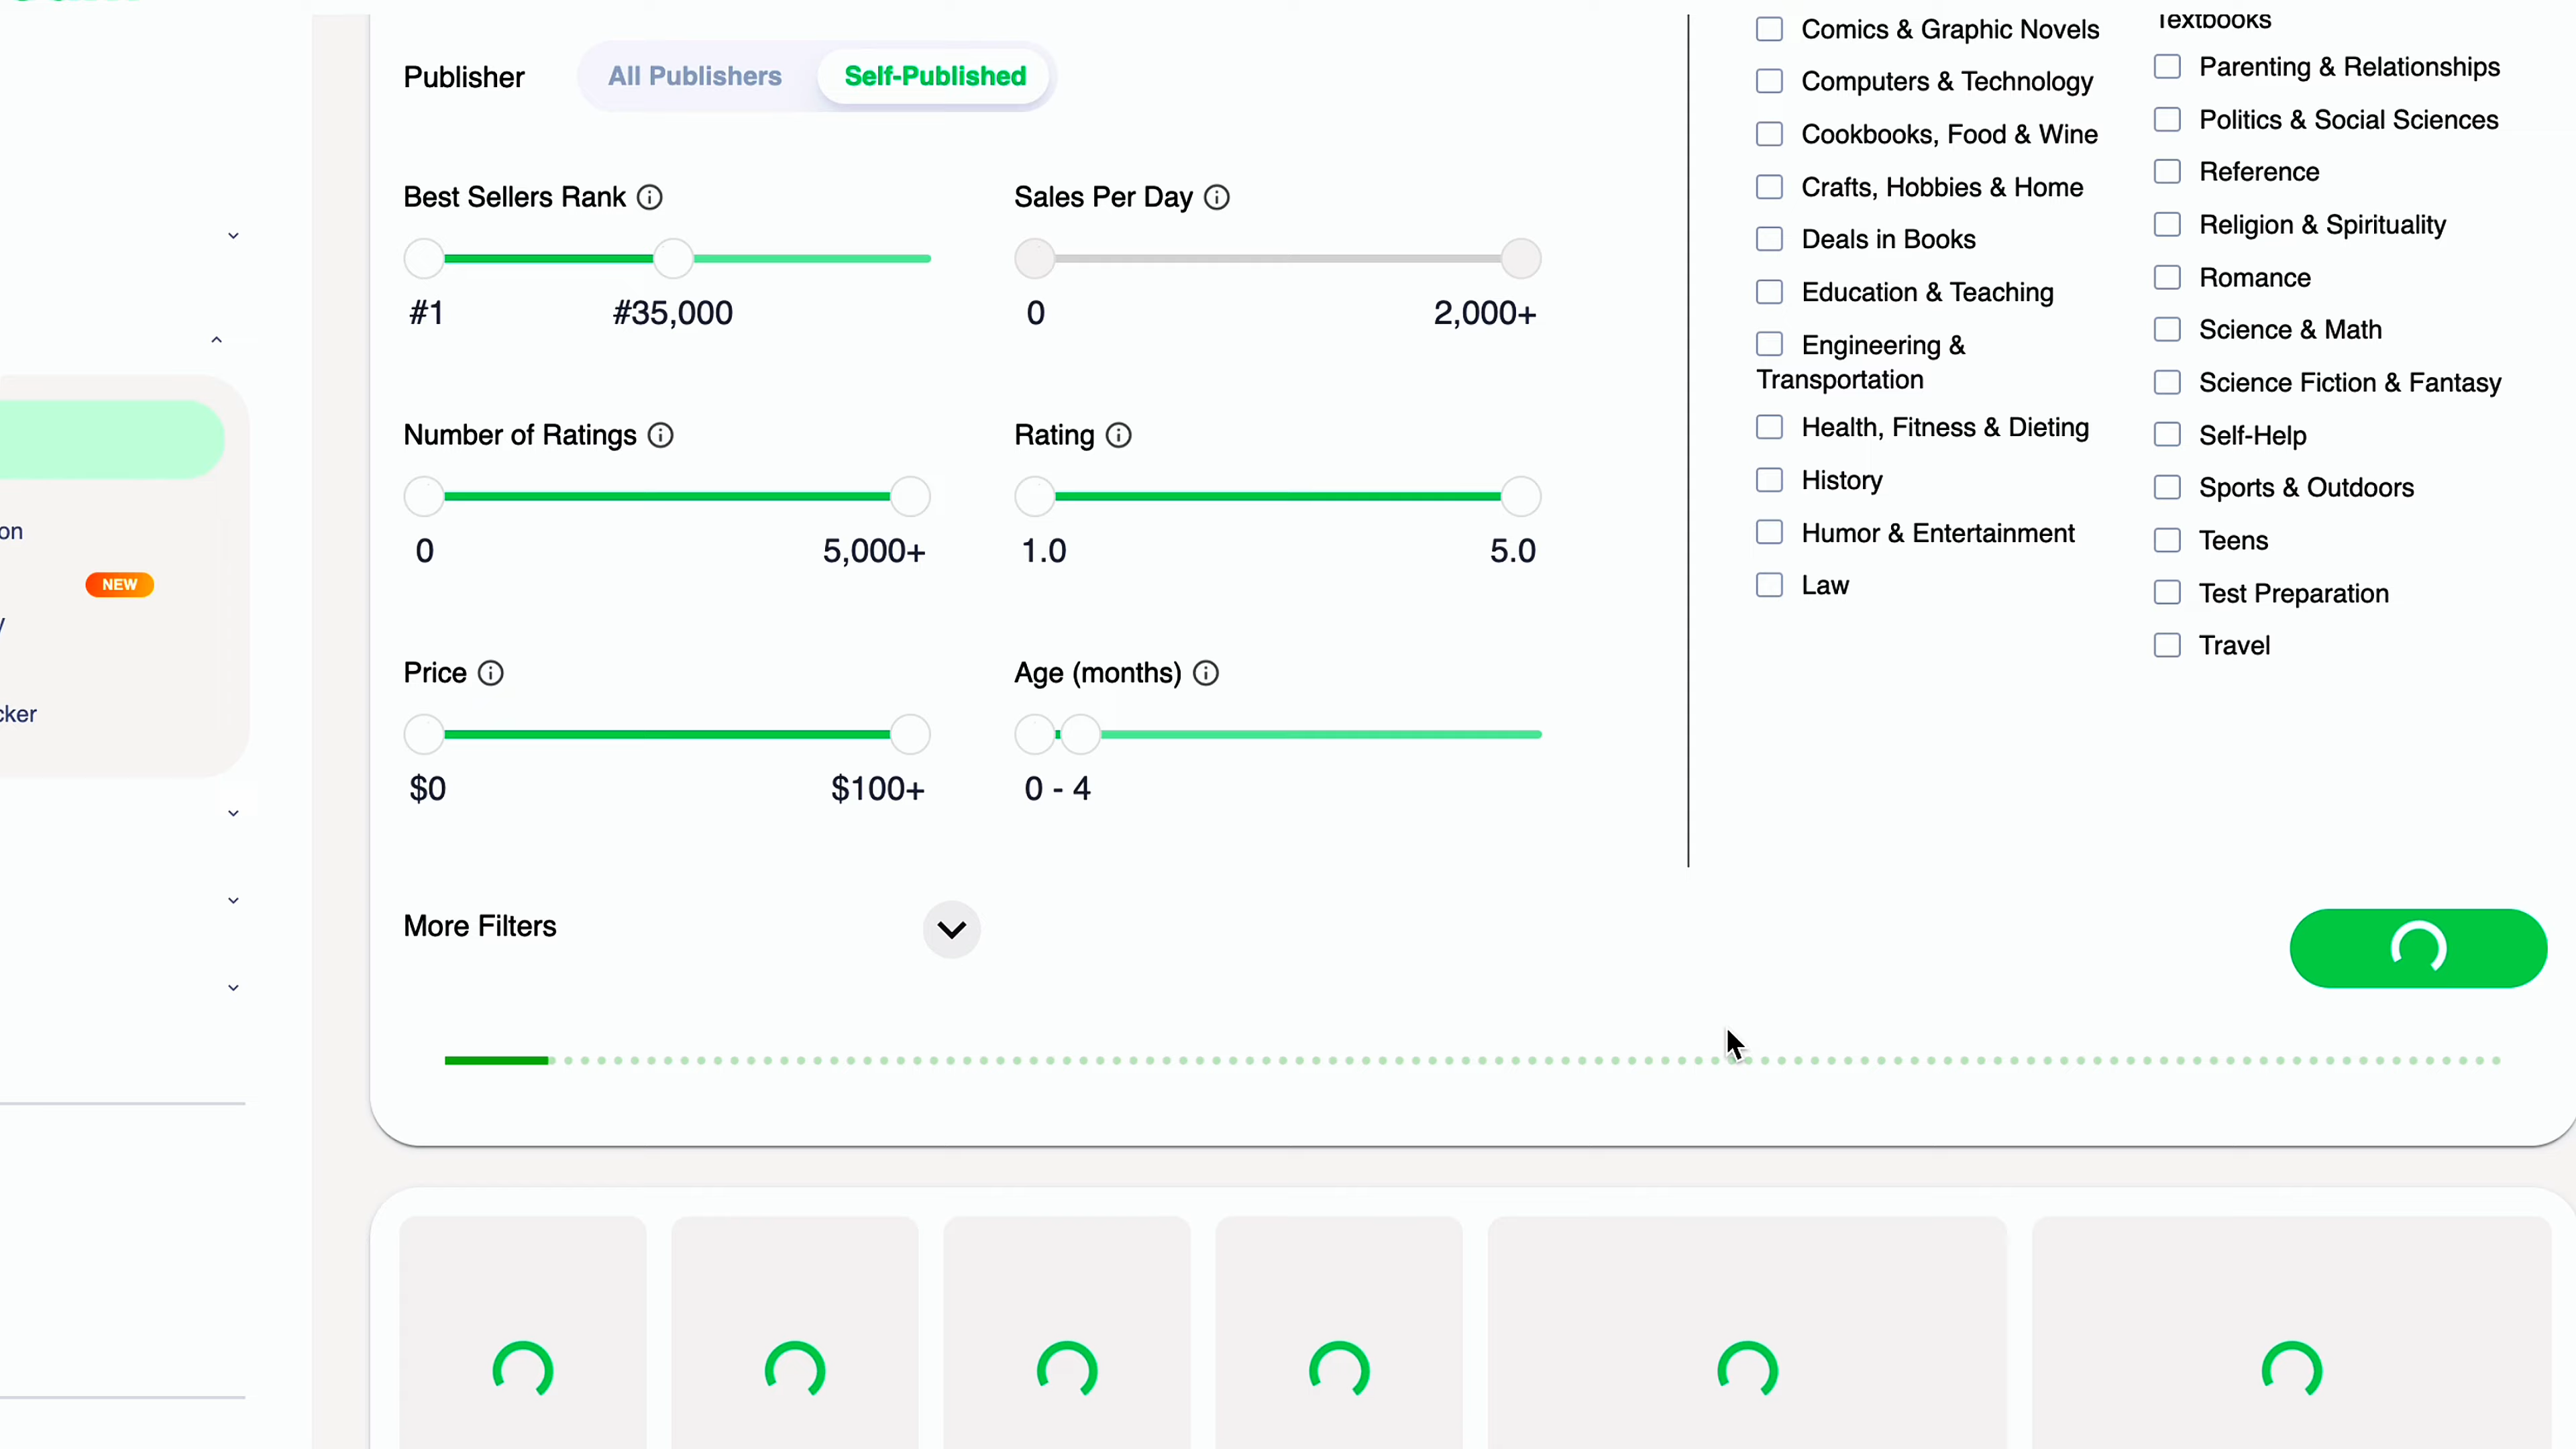 on
NEW
cker
Publisher
All Publishers
Self-Published
Best Sellers Rank
#1
#35,000
Sales Per Day
0
2,000+
Number of Ratings
0
5,000+
Rating
1.0
5.0
Price
$0
$100+
Age (months)
0 - 4
More Filters
Comics & Graphic Novels
Computers & Technology
Cookbooks, Food & Wine
Crafts, Hobbies & Home
Deals in Books
Education & Teaching
Engineering &
Transportation
Health, Fitness & Dieting
History
Humor & Entertainment
Law
Textbooks
Parenting & Relationships
Politics & Social Sciences
Reference
Religion & Spirituality
Romance
Science & Math
Science Fiction & Fantasy
Self-Help
Sports & Outdoors
Teens
Test Preparation
Travel